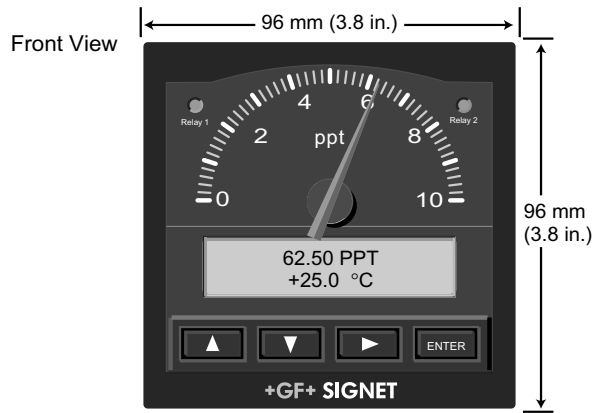 96 mm (3.8 in.)
Front View
Relay 1
Relay 2
0
2
4
6
8
10
ppt
96 mm
(3.8 in.)
62.50 PPT
+25.0 °C
ENTER
+GF+ SIGNET